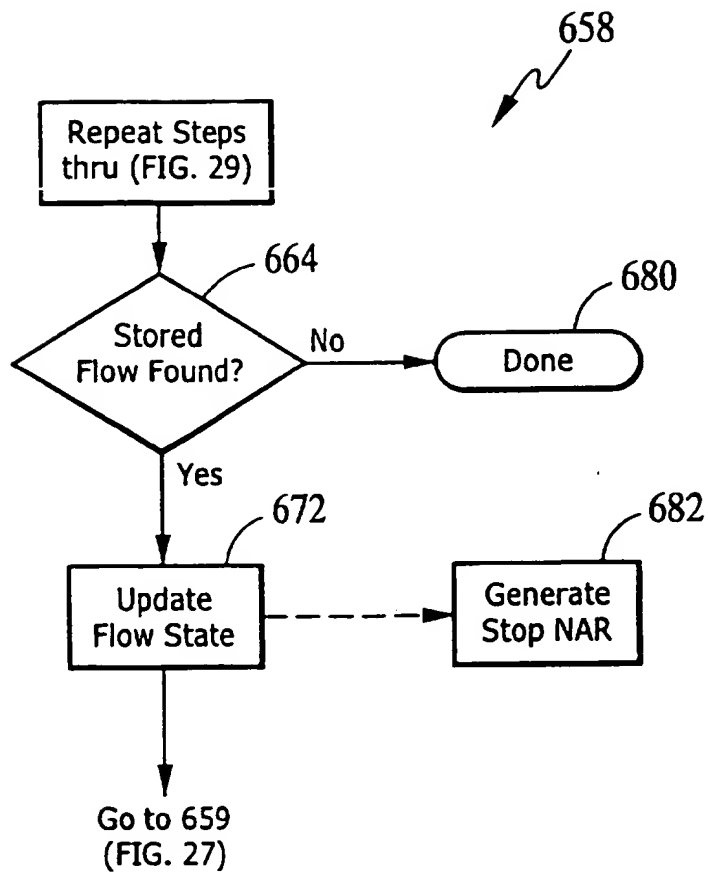 658
Repeat Steps
thru (FIG. 29)
664
680
Stored
Flow Found?
No
Done
Yes
672
682
Update
Flow State
Generate
Stop NAR
Go to 659
(FIG. 27)